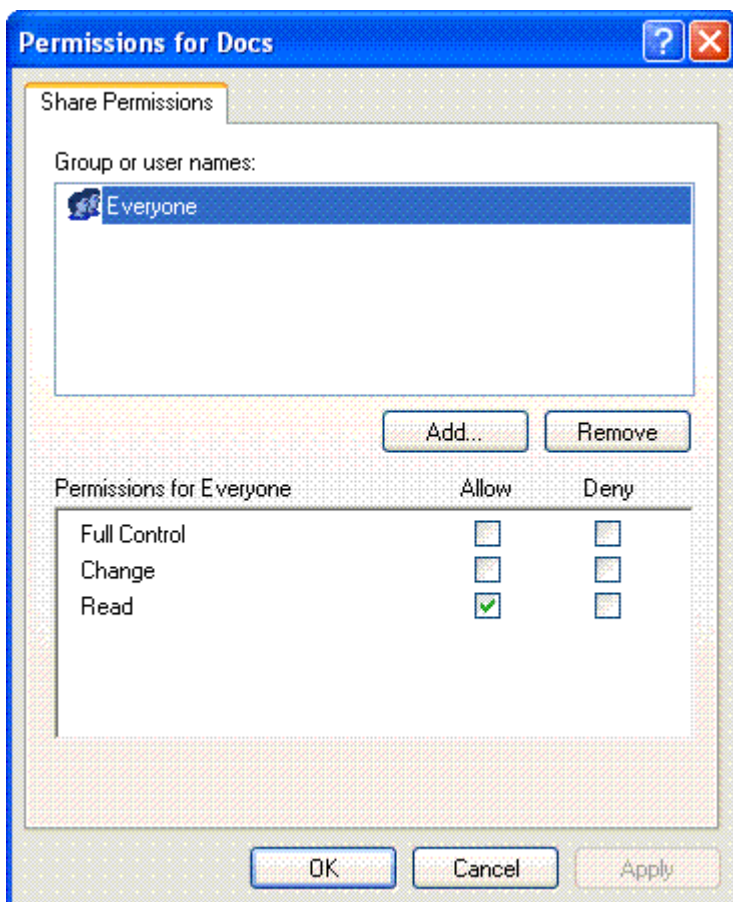 Permissions for Docs
Share Permissions
Group or user names:
Everyone
Add... Remove
Permissions for Everyone Allow Deny
Full Control
Change
Read
OK Cancel Apply